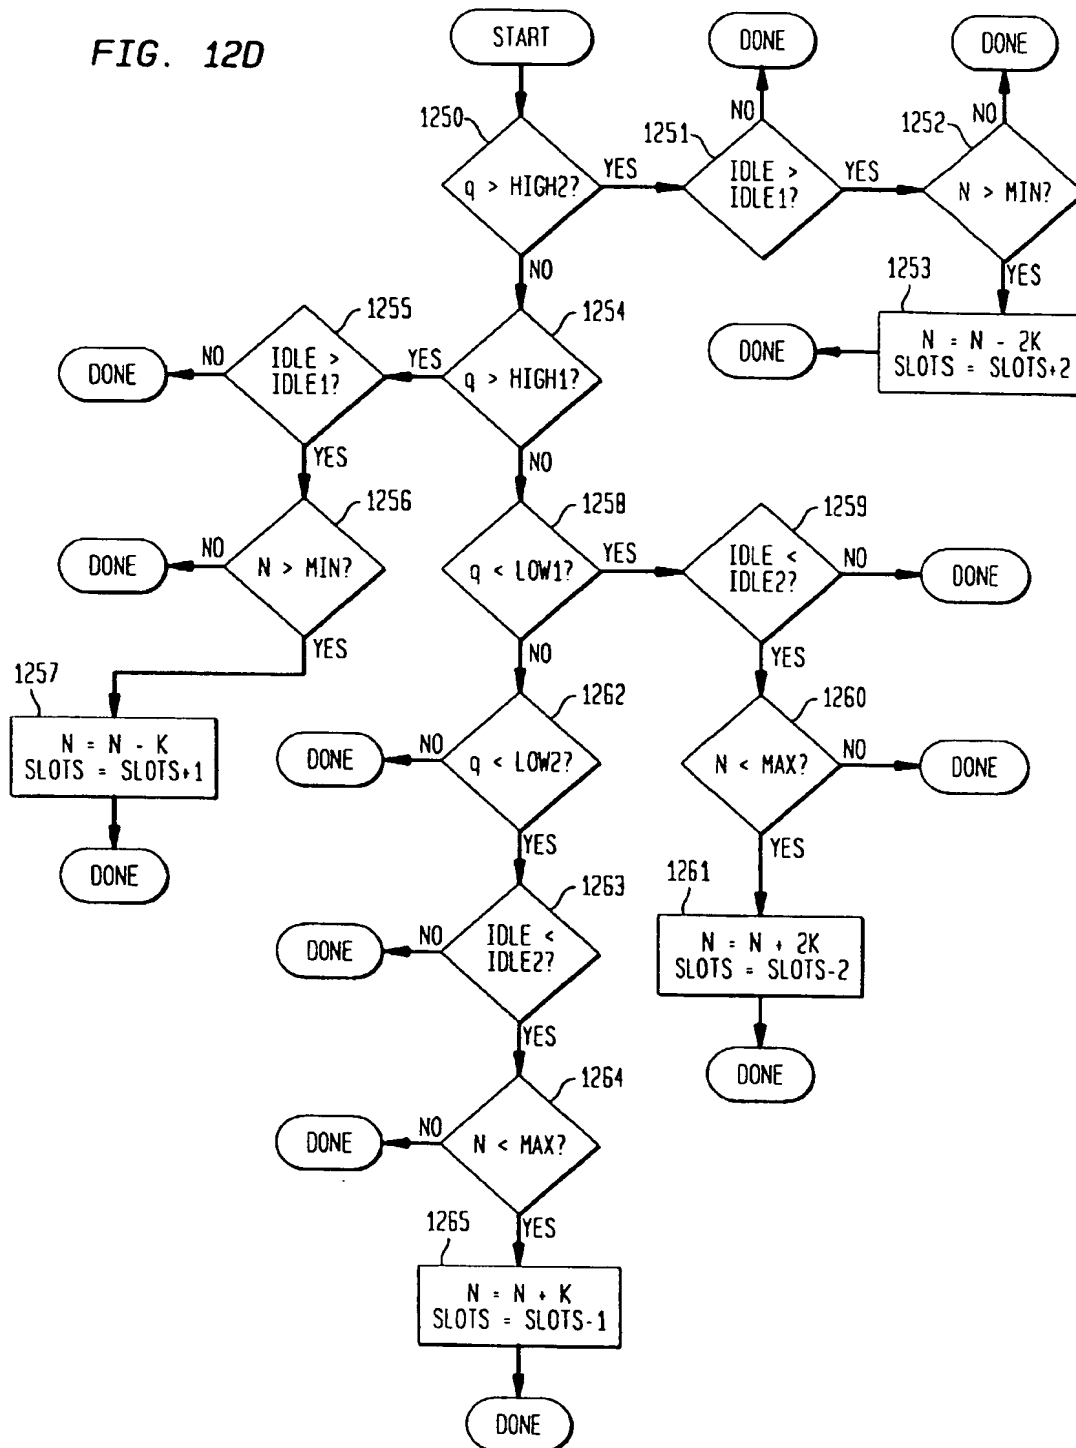 FIG. 12D
START
DONE
DONE
1250
q > HIGH2?
YES
NO
1251
IDLE >
IDLE1?
NO
YES
1252
N > MIN?
NO
YES
1253
N = N - 2K
SLOTS = SLOTS+2
DONE
1254
q > HIGH1?
YES
NO
1255
IDLE >
IDLE1?
NO
DONE
YES
1256
N > MIN?
NO
DONE
YES
1257
N = N - K
SLOTS = SLOTS+1
DONE
1258
q < LOW1?
YES
NO
1259
IDLE <
IDLE2?
NO
DONE
YES
1260
N < MAX?
NO
DONE
YES
1261
N = N + 2K
SLOTS = SLOTS-2
DONE
1262
q < LOW2?
NO
DONE
YES
1263
IDLE <
IDLE2?
NO
DONE
YES
1264
N < MAX?
NO
DONE
YES
1265
N = N + K
SLOTS = SLOTS-1
DONE